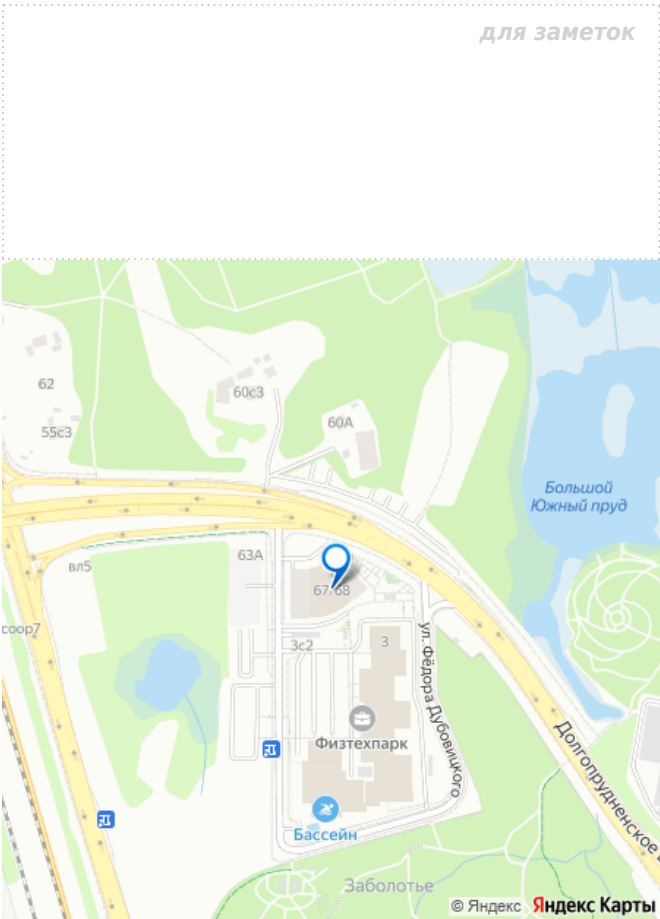 для заметок
62
60с3
55с3
60А
Большой
Южный пруд
63А
вл5
67/68
соор7
3с2
3
ул. Фёдора Дубовицкого
Физтехпарк
Долгопрудненское
Бассейн
Заболотье
© Яндекс Яндекс Карты